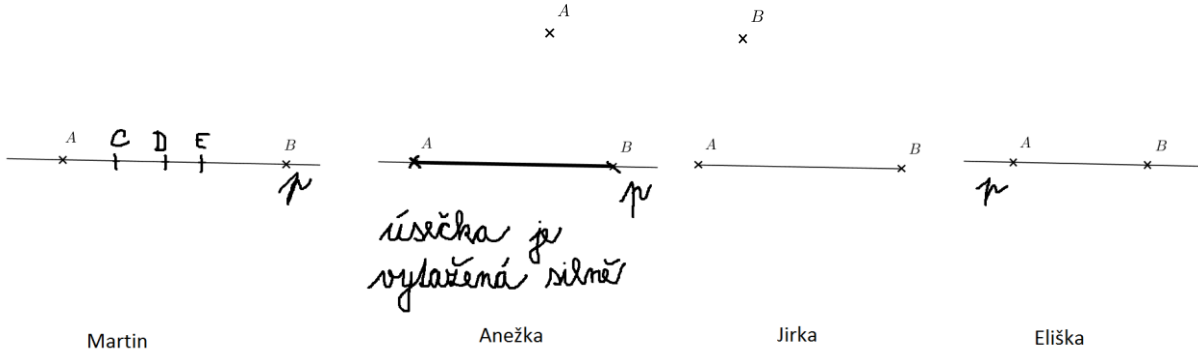 A
B
A
C
D
E
B
p
A
B
p
úsečka je
vytažená silně
A
B
A
B
p
Martin
Anežka
Jirka
Eliška